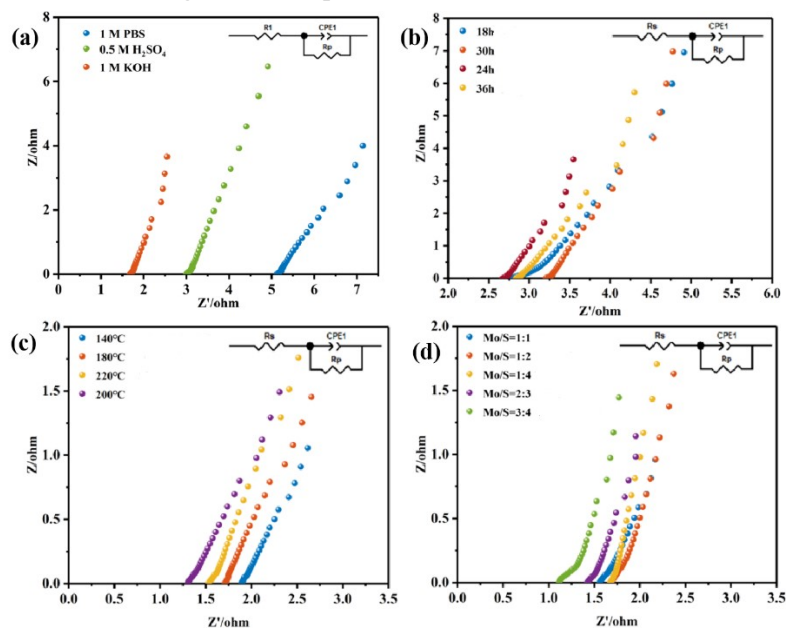 (a)
1 M PBS
0.5 M H₂SO₄
1 M KOH
R1
CPE1
Rp
Z/ohm
8
6
4
2
0
0 1 2 3 4 5 6 7
Z'/ohm
(b)
18h
30h
24h
36h
Rs
CPE1
Rp
Z/ohm
8
7
6
5
4
3
2
1
0
2.0 2.5 3.0 3.5 4.0 4.5 5.0 5.5 6.0
Z'/ohm
(c)
140°C
180°C
220°C
200°C
Rs
CPE1
Rp
Z/ohm
2.0
1.5
1.0
0.5
0.0
0.0 0.5 1.0 1.5 2.0 2.5 3.0 3.5
Z'/ohm
(d)
Mo/S=1:1
Mo/S=1:2
Mo/S=1:4
Mo/S=2:3
Mo/S=3:4
Rs
CPE1
Rp
Z/ohm
2.0
1.5
1.0
0.5
0.0
0.0 0.5 1.0 1.5 2.0 2.5 3.0 3.5
Z'/ohm